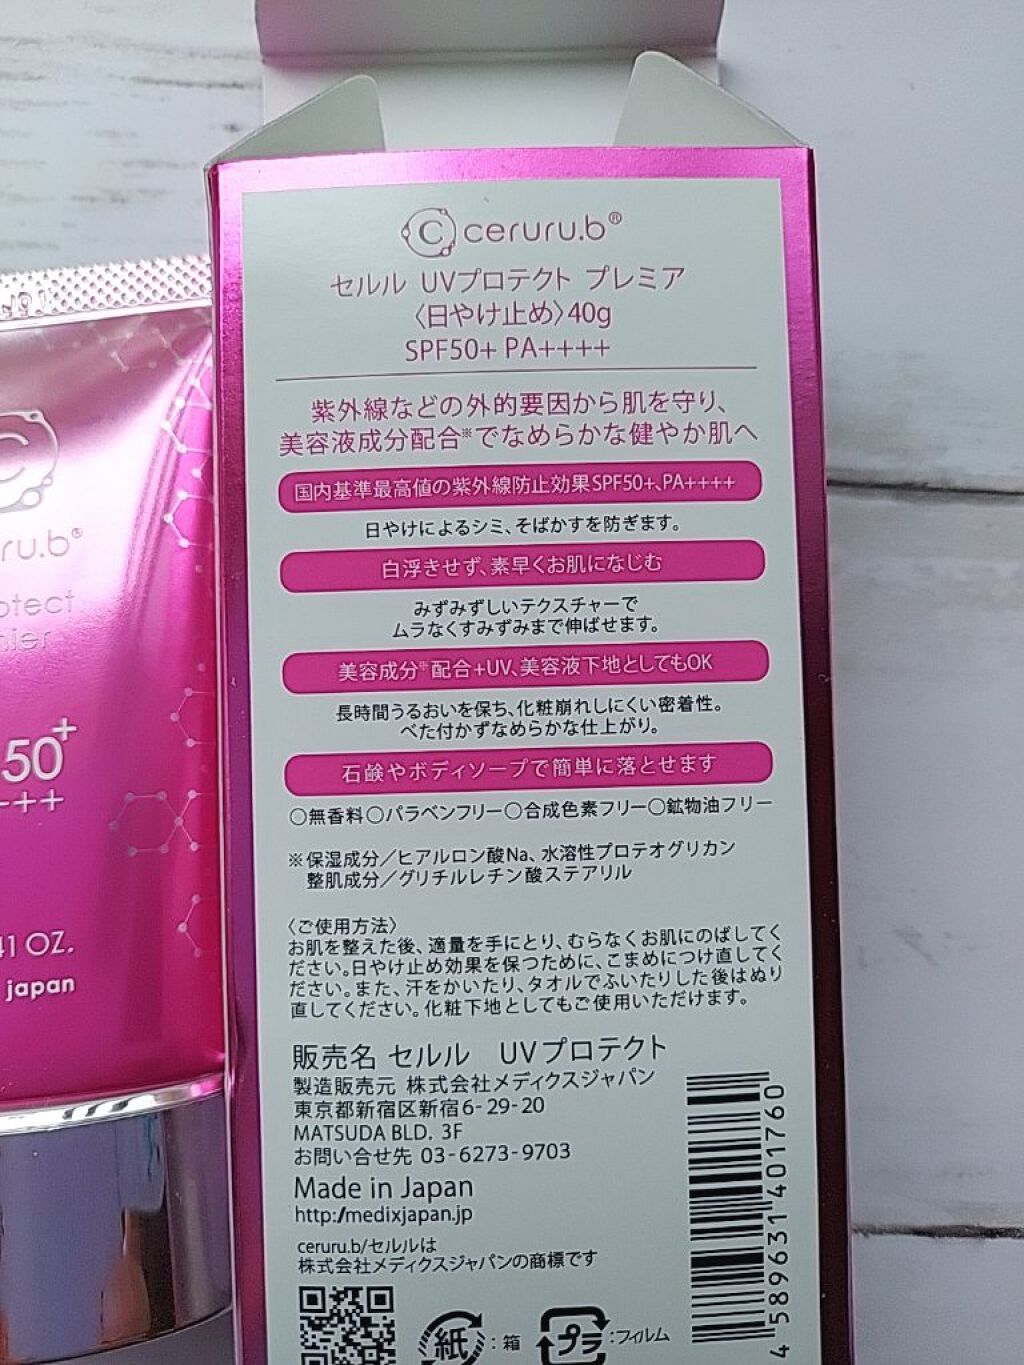 ceruru.b®
セルル UVプロテクト プレミア
〈日やけ止め〉40g
SPF50+ PA++++
紫外線などの外的要因から肌を守り、
美容液成分配合※でなめらかな健やか肌へ
国内基準最高値の紫外線防止効果SPF50+、PA++++
日やけによるシミ、そばかすを防ぎます。
白浮きせず、素早くお肌になじむ
みずみずしいテクスチャーで
ムラなくすみずみまで伸ばせます。
美容成分※配合+UV、美容液下地としてもOK
長時間うるおいを保ち、化粧崩れしにくい密着性。
べた付かずなめらかな仕上がり。
石鹸やボディソープで簡単に落とせます
○無香料○パラベンフリー○合成色素フリー○鉱物油フリー
※保湿成分／ヒアルロン酸Na、水溶性プロテオグリカン
整肌成分／グリチルレチン酸ステアリル
〈ご使用方法〉
お肌を整えた後、適量を手にとり、むらなくお肌にのばしてく
ださい。日やけ止め効果を保つために、こまめにつけ直してく
ださい。また、汗をかいたり、タオルでふいたりした後はぬり
直してください。化粧下地としてもご使用いただけます。
販売名 セルル UVプロテクト
製造販売元 株式会社メディクスジャパン
東京都新宿区新宿6-29-20
MATSUDA BLD. 3F
お問い合せ先 03-6273-9703
Made in Japan
http:/medixjapan.jp
ceruru.b/セルルは
株式会社メディクスジャパンの商標です
紙:箱
プラ:フィルム
4 589631 401760
ru.b®
otect
nier
50+
+++
41 OZ.
japan